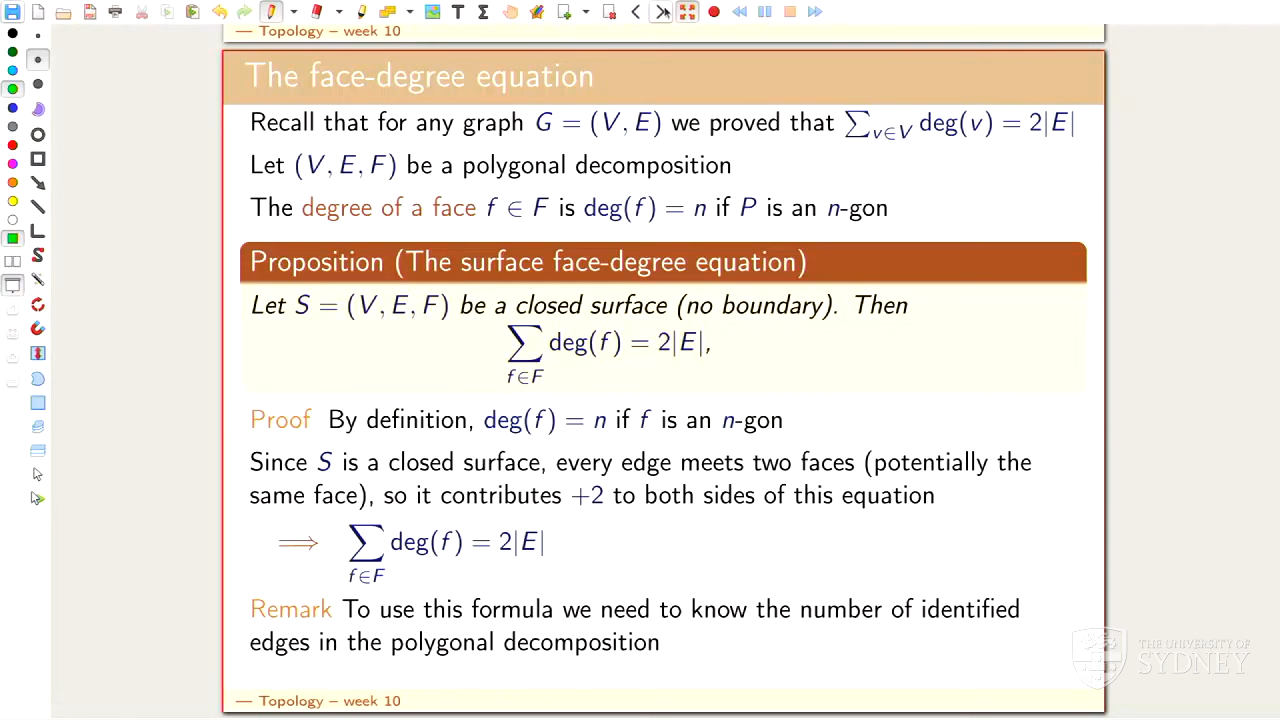 — Topology – week 10
The face-degree equation
Recall that for any graph G = (V, E) we proved that ∑_{v∈V} deg(v) = 2|E|
Let (V, E, F) be a polygonal decomposition
The degree of a face f ∈ F is deg(f) = n if P is an n-gon
Proposition (The surface face-degree equation)
Let S = (V, E, F) be a closed surface (no boundary). Then
∑_{f∈F} deg(f) = 2|E|,
Proof By definition, deg(f) = n if f is an n-gon
Since S is a closed surface, every edge meets two faces (potentially the
same face), so it contributes +2 to both sides of this equation
⟹ ∑_{f∈F} deg(f) = 2|E|
Remark To use this formula we need to know the number of identified
edges in the polygonal decomposition
THE UNIVERSITY OF
SYDNEY
— Topology – week 10